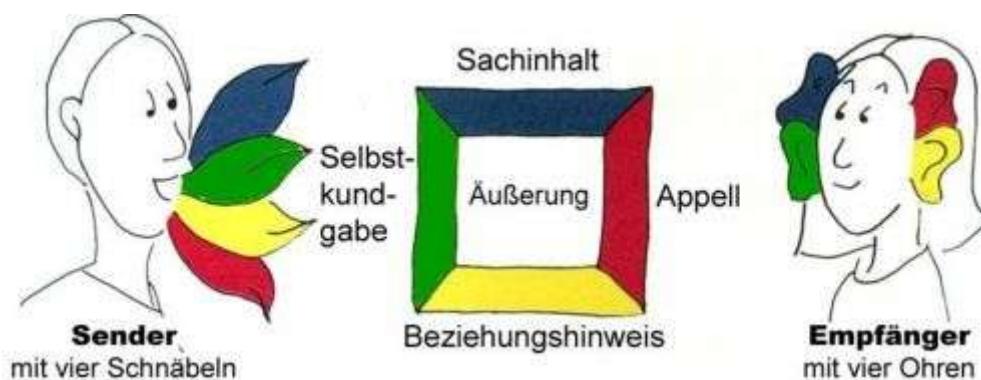 Sachinhalt
Selbst-
kund-
gabe
Äußerung
Appell
Beziehungshinweis
Sender
mit vier Schnäbeln
Empfänger
mit vier Ohren